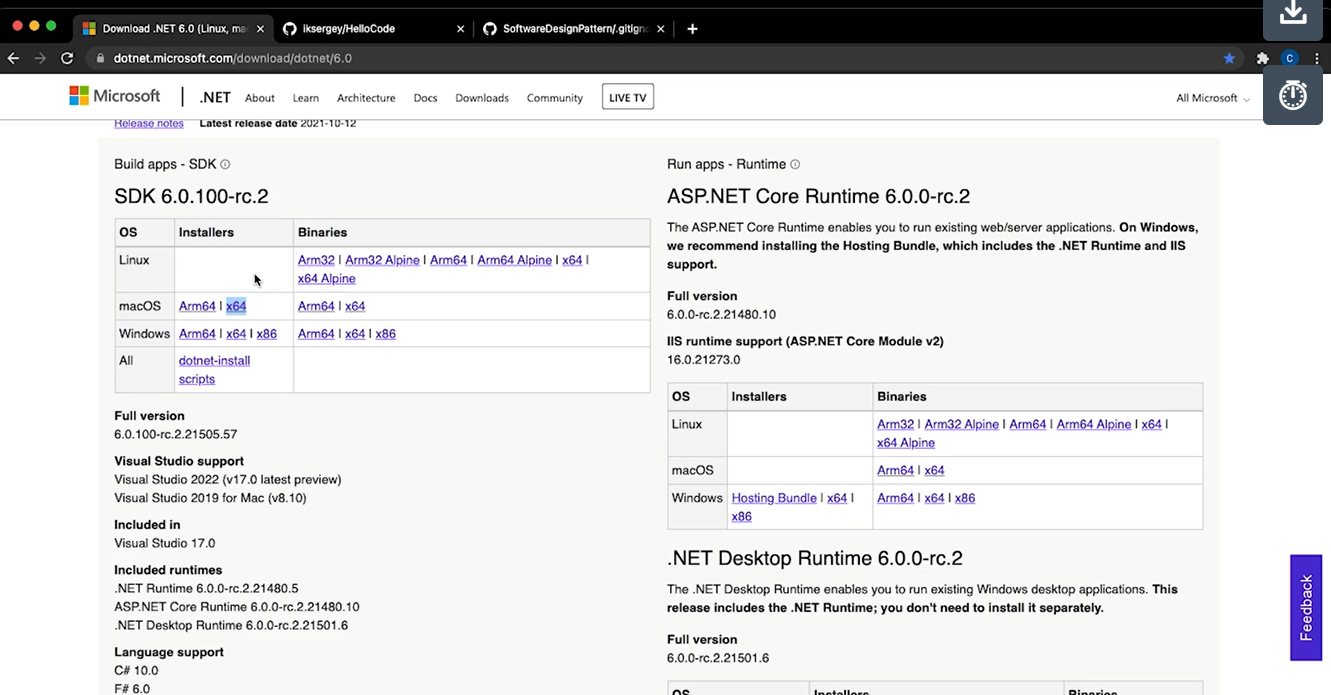 Download .NET 6.0 (Linux, mac
iksergey/HelloCode
SoftwareDesignPattern/.gitigno
dotnet.microsoft.com/download/dotnet/6.0
C
Microsoft
.NET
About
Learn
Architecture
Docs
Downloads
Community
LIVE TV
All Microsoft
Release notes Latest release date 2021-10-12
Build apps - SDK
SDK 6.0.100-rc.2
OS Installers Binaries
Linux Arm32 | Arm32 Alpine | Arm64 | Arm64 Alpine | x64 |
x64 Alpine
macOS Arm64 | x64 Arm64 | x64
Windows Arm64 | x64 | x86 Arm64 | x64 | x86
All dotnet-install
scripts
Full version
6.0.100-rc.2.21505.57
Visual Studio support
Visual Studio 2022 (v17.0 latest preview)
Visual Studio 2019 for Mac (v8.10)
Included in
Visual Studio 17.0
Included runtimes
.NET Runtime 6.0.0-rc.2.21480.5
ASP.NET Core Runtime 6.0.0-rc.2.21480.10
.NET Desktop Runtime 6.0.0-rc.2.21501.6
Language support
C# 10.0
F# 6.0
Run apps - Runtime
ASP.NET Core Runtime 6.0.0-rc.2
The ASP.NET Core Runtime enables you to run existing web/server applications. On Windows,
we recommend installing the Hosting Bundle, which includes the .NET Runtime and IIS
support.
Full version
6.0.0-rc.2.21480.10
IIS runtime support (ASP.NET Core Module v2)
16.0.21273.0
OS Installers Binaries
Linux Arm32 | Arm32 Alpine | Arm64 | Arm64 Alpine | x64 |
x64 Alpine
macOS Arm64 | x64
Windows Hosting Bundle | x64 | Arm64 | x64 | x86
x86
.NET Desktop Runtime 6.0.0-rc.2
The .NET Desktop Runtime enables you to run existing Windows desktop applications. This
release includes the .NET Runtime; you don't need to install it separately.
Full version
6.0.0-rc.2.21501.6
OS Installers Binaries
Feedback